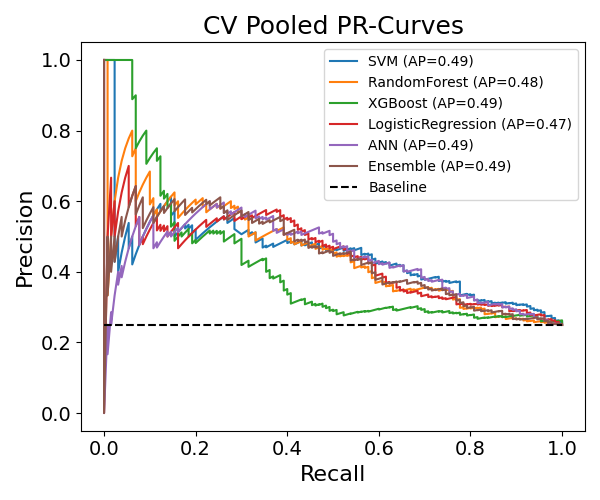 CV Pooled PR-Curves
Precision
1.0
0.8
0.6
0.4
0.2
0.0
SVM (AP=0.49)
RandomForest (AP=0.48)
XGBoost (AP=0.49)
LogisticRegression (AP=0.47)
ANN (AP=0.49)
Ensemble (AP=0.49)
Baseline
0.0 0.2 0.4 0.6 0.8 1.0
Recall